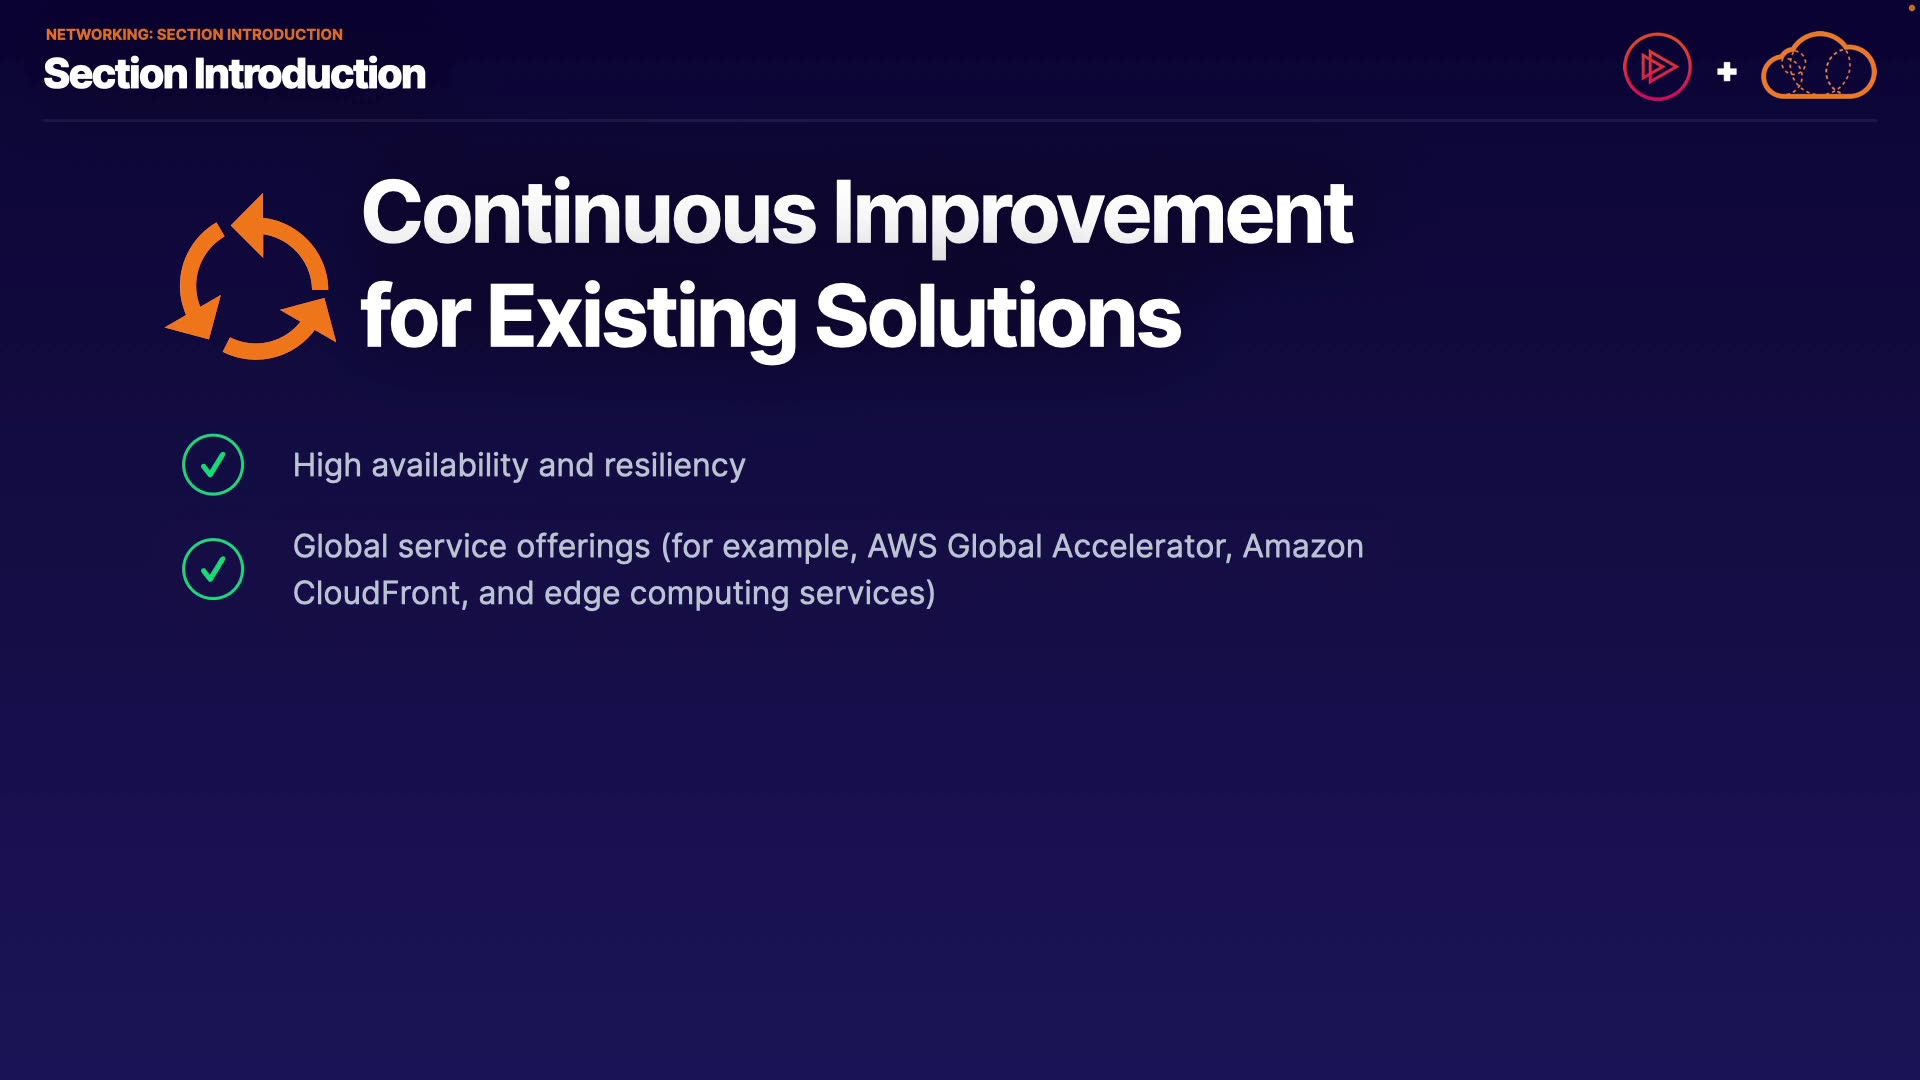 NETWORKING: SECTION INTRODUCTION
Section Introduction
Continuous Improvement
for Existing Solutions
High availability and resiliency
Global service offerings (for example, AWS Global Accelerator, Amazon
CloudFront, and edge computing services)